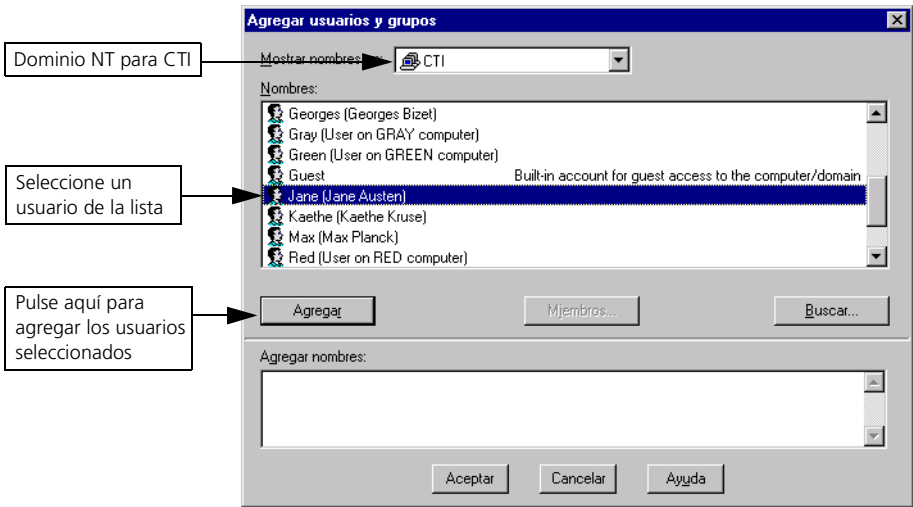 Agregar usuarios y grupos
Dominio NT para CTI
Mostrar nombres
CTI
Nombres:
Georges (Georges Bizet)
Gray (User on GRAY computer)
Green (User on GREEN computer)
Guest Built-in account for guest access to the computer/domain
Seleccione un
usuario de la lista
Jane (Jane Austen)
Kaethe (Kaethe Kruse)
Max (Max Planck)
Red (User on RED computer)
Pulse aquí para
agregar los usuarios
seleccionados
Agregar
Miembros...
Buscar...
Agregar nombres:
Aceptar
Cancelar
Ayuda